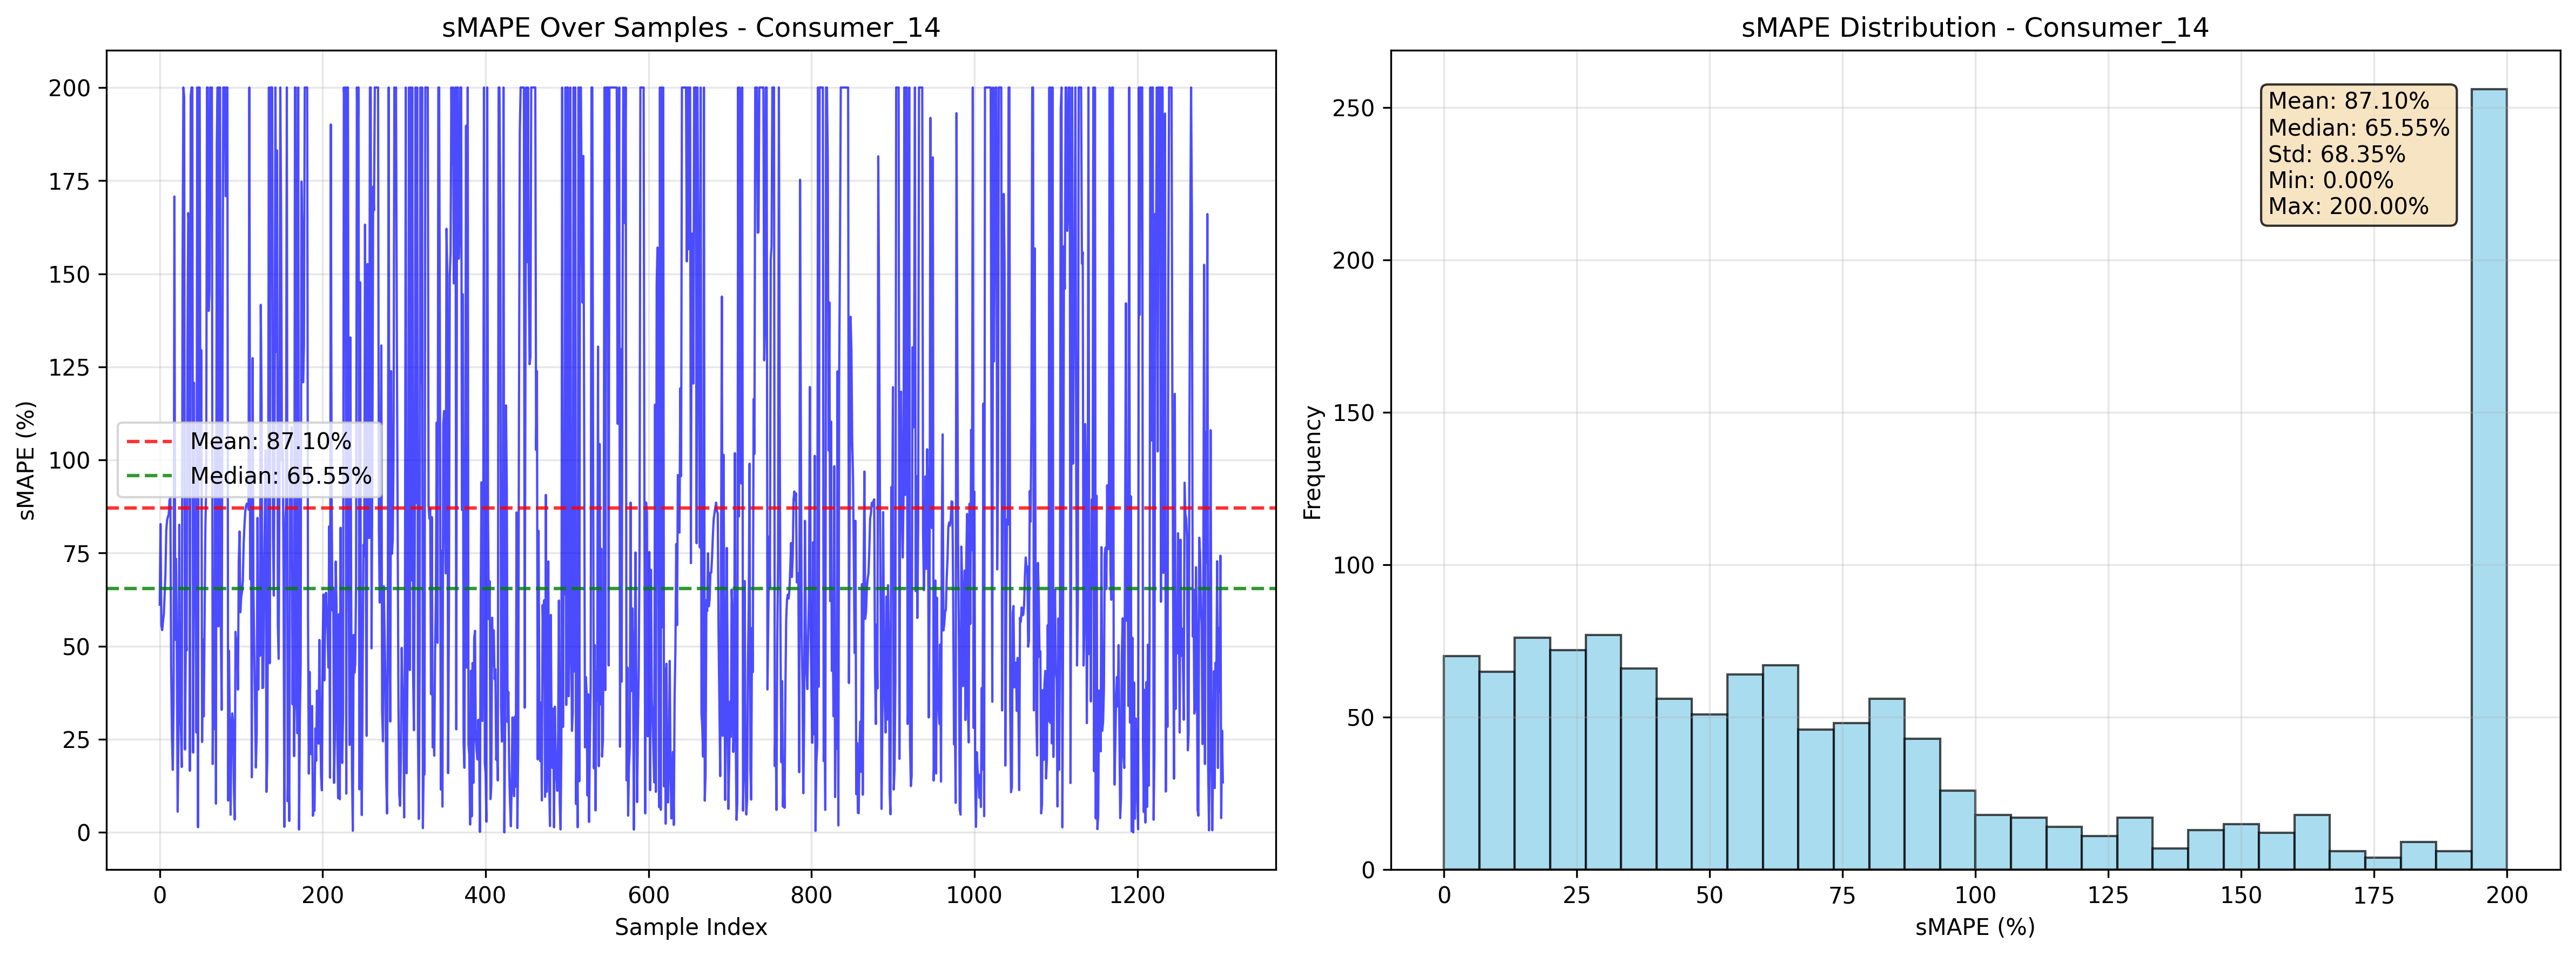 sMAPE Over Samples - Consumer_14
sMAPE (%)
200
175
150
125
100
75
50
25
0
Mean: 87.10%
Median: 65.55%
0 200 400 600 800 1000 1200
Sample Index
sMAPE Distribution - Consumer_14
Frequency
250
200
150
100
50
0
Mean: 87.10%
Median: 65.55%
Std: 68.35%
Min: 0.00%
Max: 200.00%
0 25 50 75 100 125 150 175 200
sMAPE (%)